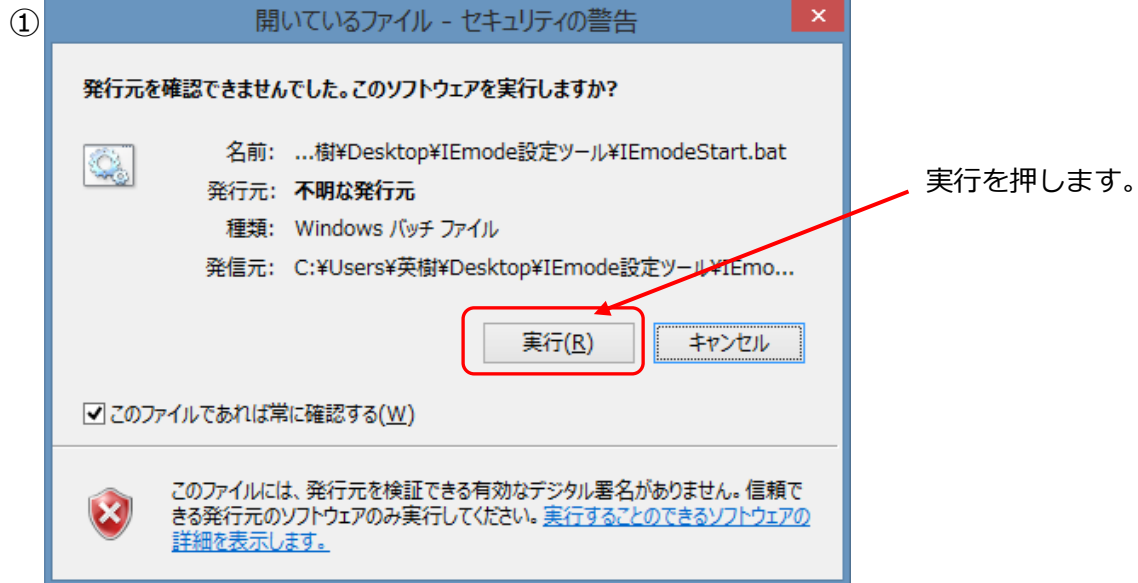 ①
開いているファイル - セキュリティの警告
発行元を確認できませんでした。このソフトウェアを実行しますか?
名前: ...樹¥Desktop¥IEmode設定ツール¥IEmodeStart.bat
発行元: 不明な発行元
種類: Windows バッチ ファイル
発信元: C:¥Users¥英樹¥Desktop¥IEmode設定ツール¥IEmo...
実行を押します。
実行(R) キャンセル
このファイルであれば常に確認する(W)
このファイルには、発行元を検証できる有効なデジタル署名がありません。信頼で
きる発行元のソフトウェアのみ実行してください。実行することのできるソフトウェアの
詳細を表示します。